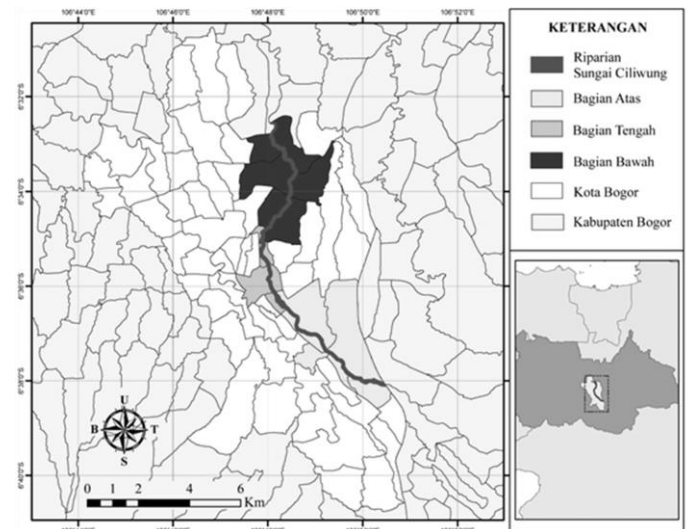 106°44'0"E 106°46'0"E 106°48'0"E 106°50'0"E 106°52'0"E
KETERANGAN
Riparian
Sungai Ciliwung
Bagian Atas
Bagian Tengah
Bagian Bawah
Kota Bogor
Kabupaten Bogor
6°32'0"S
6°34'0"S
6°36'0"S
6°38'0"S
6°40'0"S
U
B T
S
0 1 2 4 6
Km